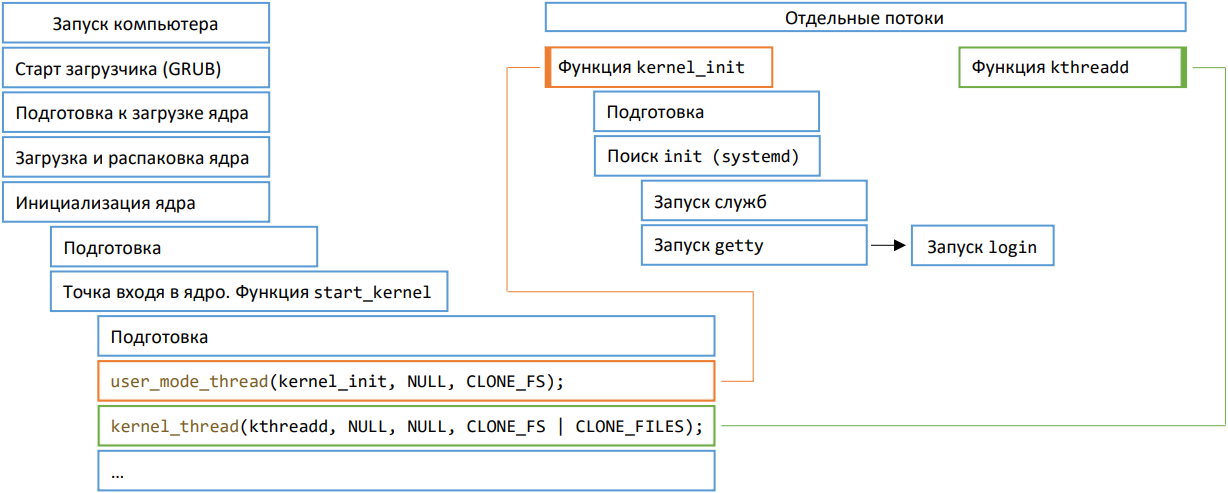 Запуск компьютера
Старт загрузчика (GRUB)
Подготовка к загрузке ядра
Загрузка и распаковка ядра
Инициализация ядра
Подготовка
Точка входя в ядро. Функция start_kernel
Подготовка
user_mode_thread(kernel_init, NULL, CLONE_FS);
kernel_thread(kthreadd, NULL, NULL, CLONE_FS | CLONE_FILES);
...
Отдельные потоки
Функция kernel_init
Подготовка
Поиск init (systemd)
Запуск служб
Запуск getty
Запуск login
Функция kthreadd